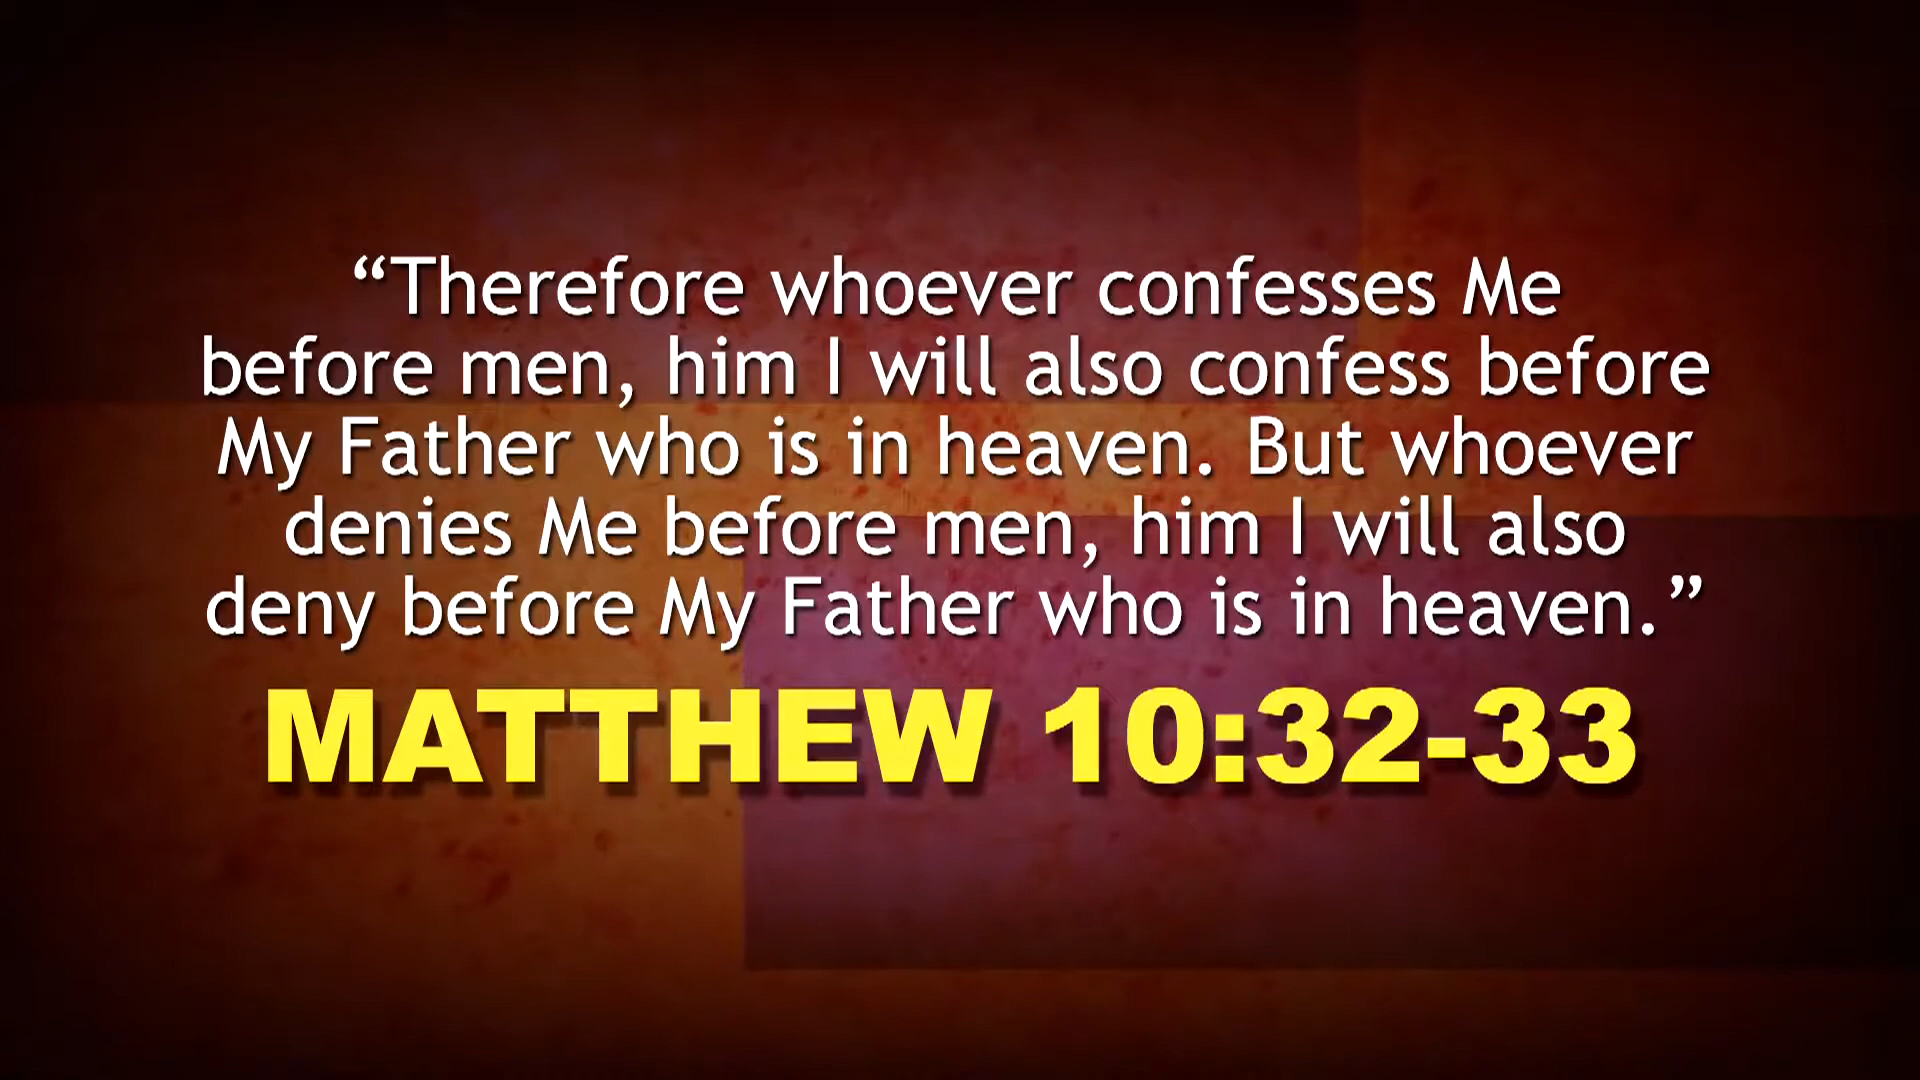 “Therefore whoever confesses Me
before men, him I will also confess before
My Father who is in heaven. But whoever
denies Me before men, him I will also
deny before My Father who is in heaven.”
MATTHEW 10:32-33